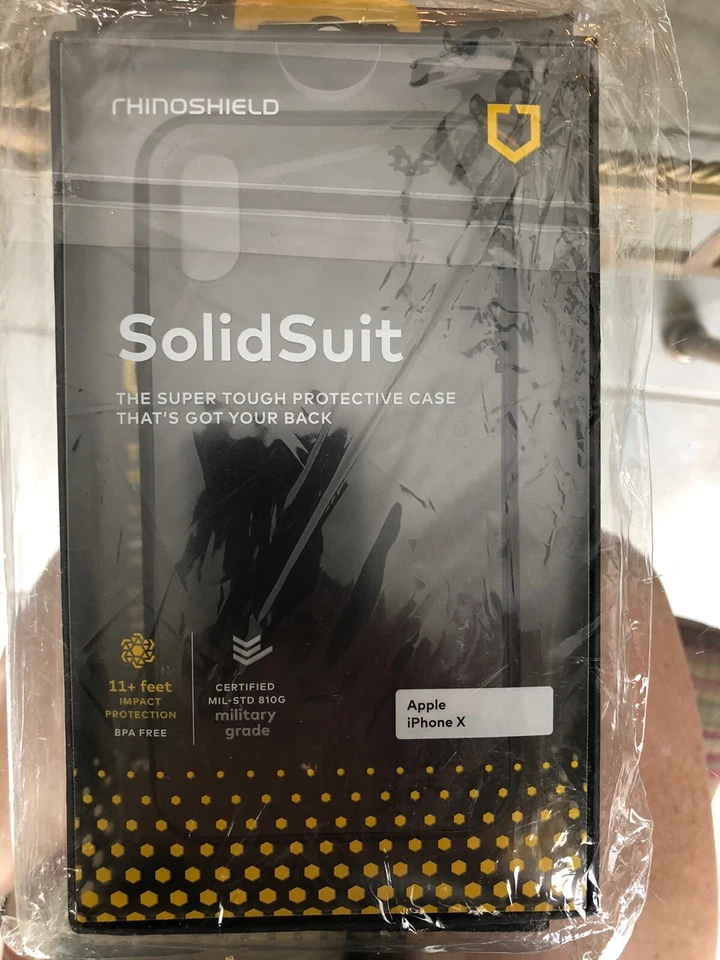 RHINOSHIELD
SolidSuit
THE SUPER TOUGH PROTECTIVE CASE
THAT'S GOT YOUR BACK
11+ feet
IMPACT
PROTECTION
BPA FREE
CERTIFIED
MIL-STD 810G
military
grade
Apple
iPhone X